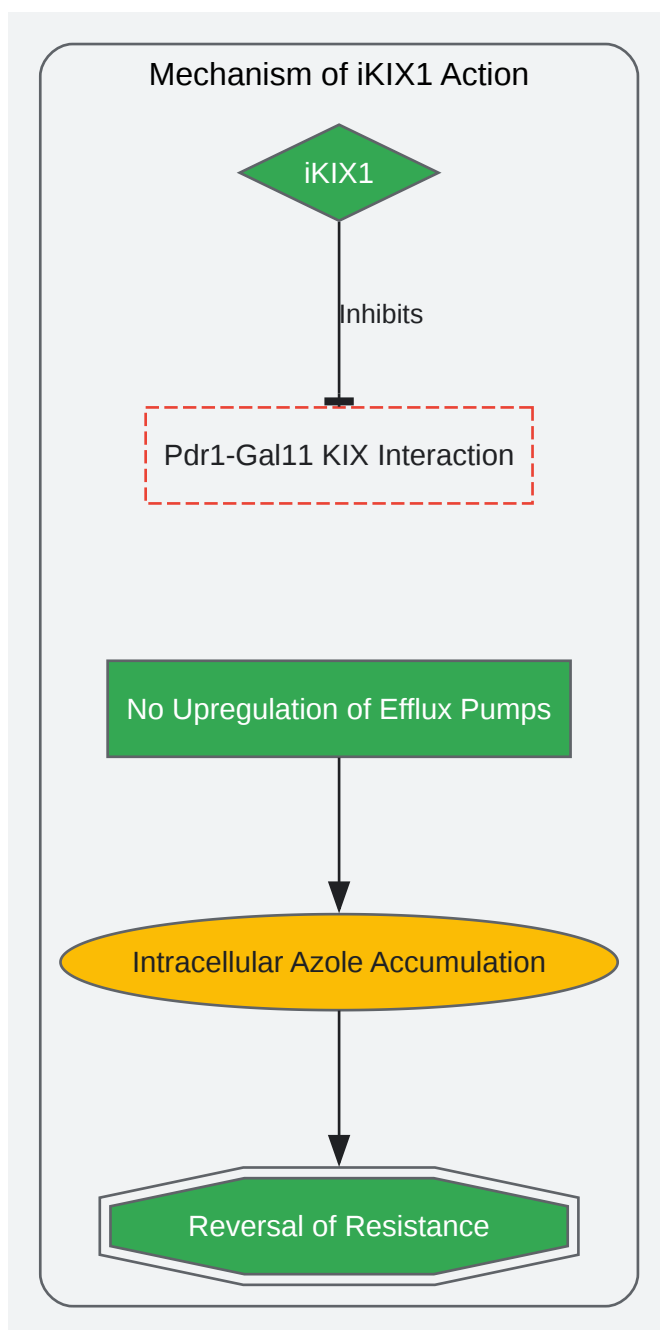 Mechanism of iKIX1 Action
iKIX1
Inhibits
Pdr1-Gal11 KIX Interaction
No Upregulation of Efflux Pumps
Intracellular Azole Accumulation
Reversal of Resistance